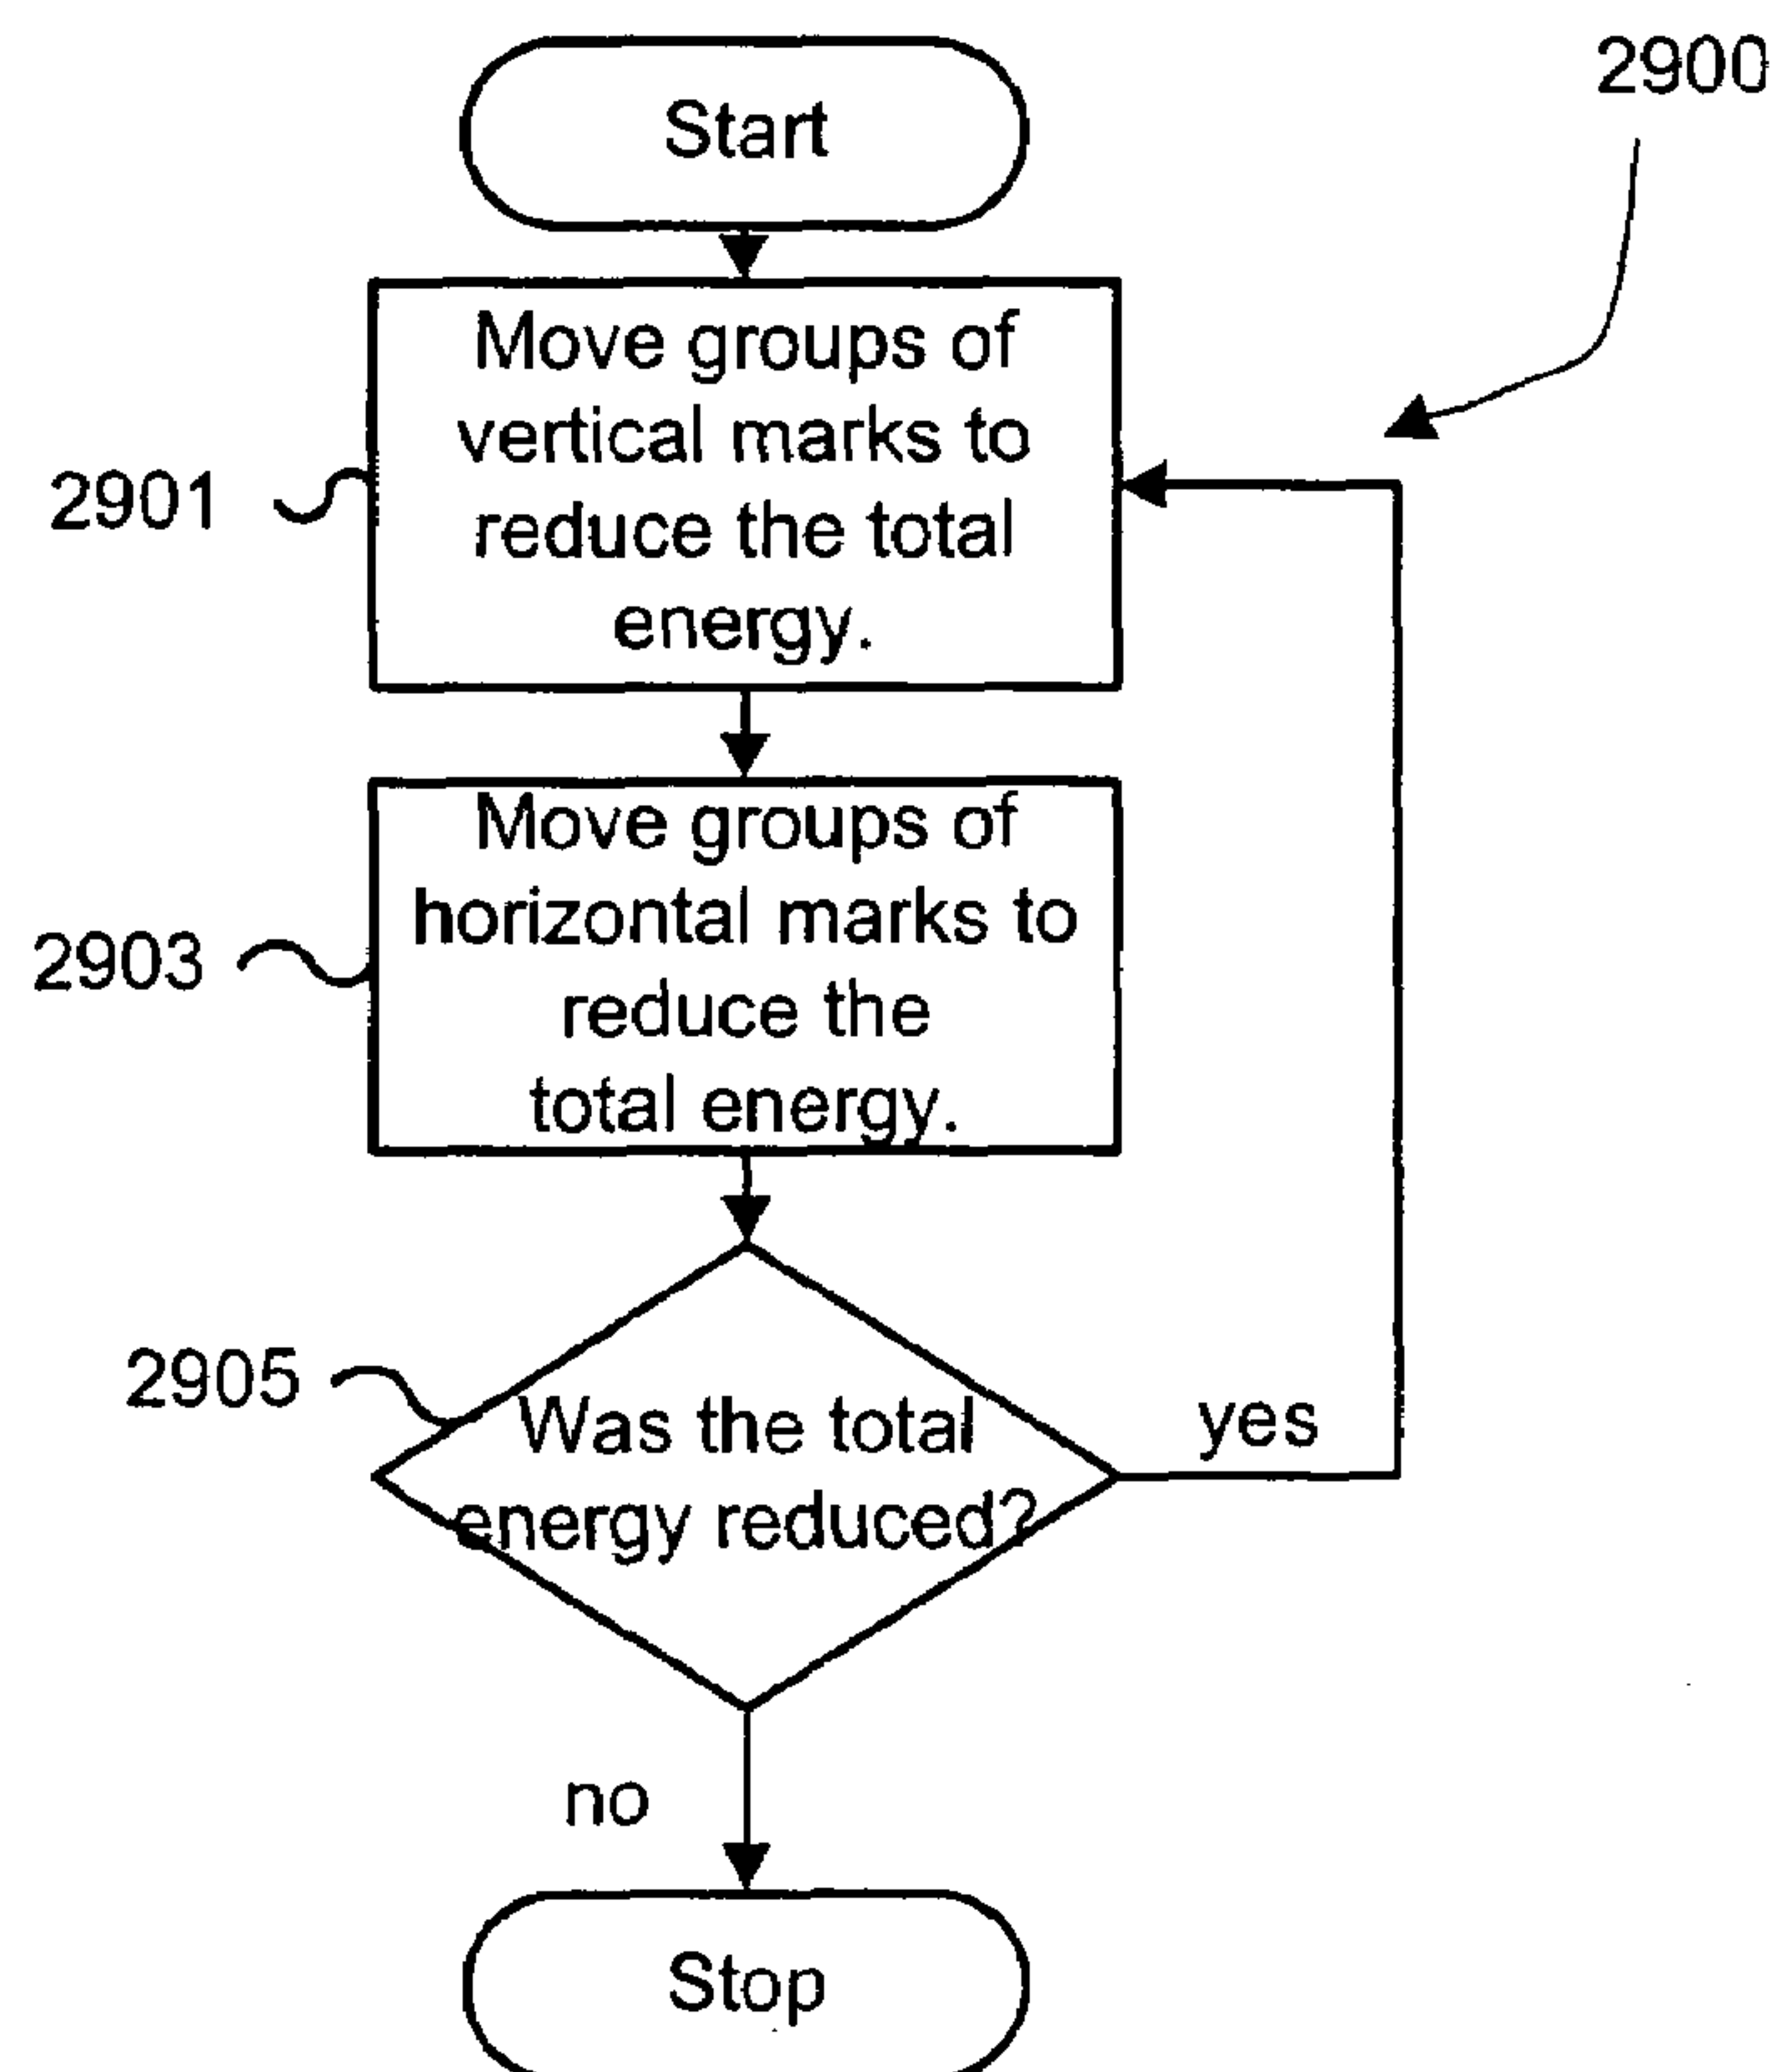 Start
2900
Move groups of
vertical marks to
reduce the total
energy.
2901
Move groups of
horizontal marks to
reduce the
total energy.
2903
2905
Was the total
energy reduced?
yes
no
Stop